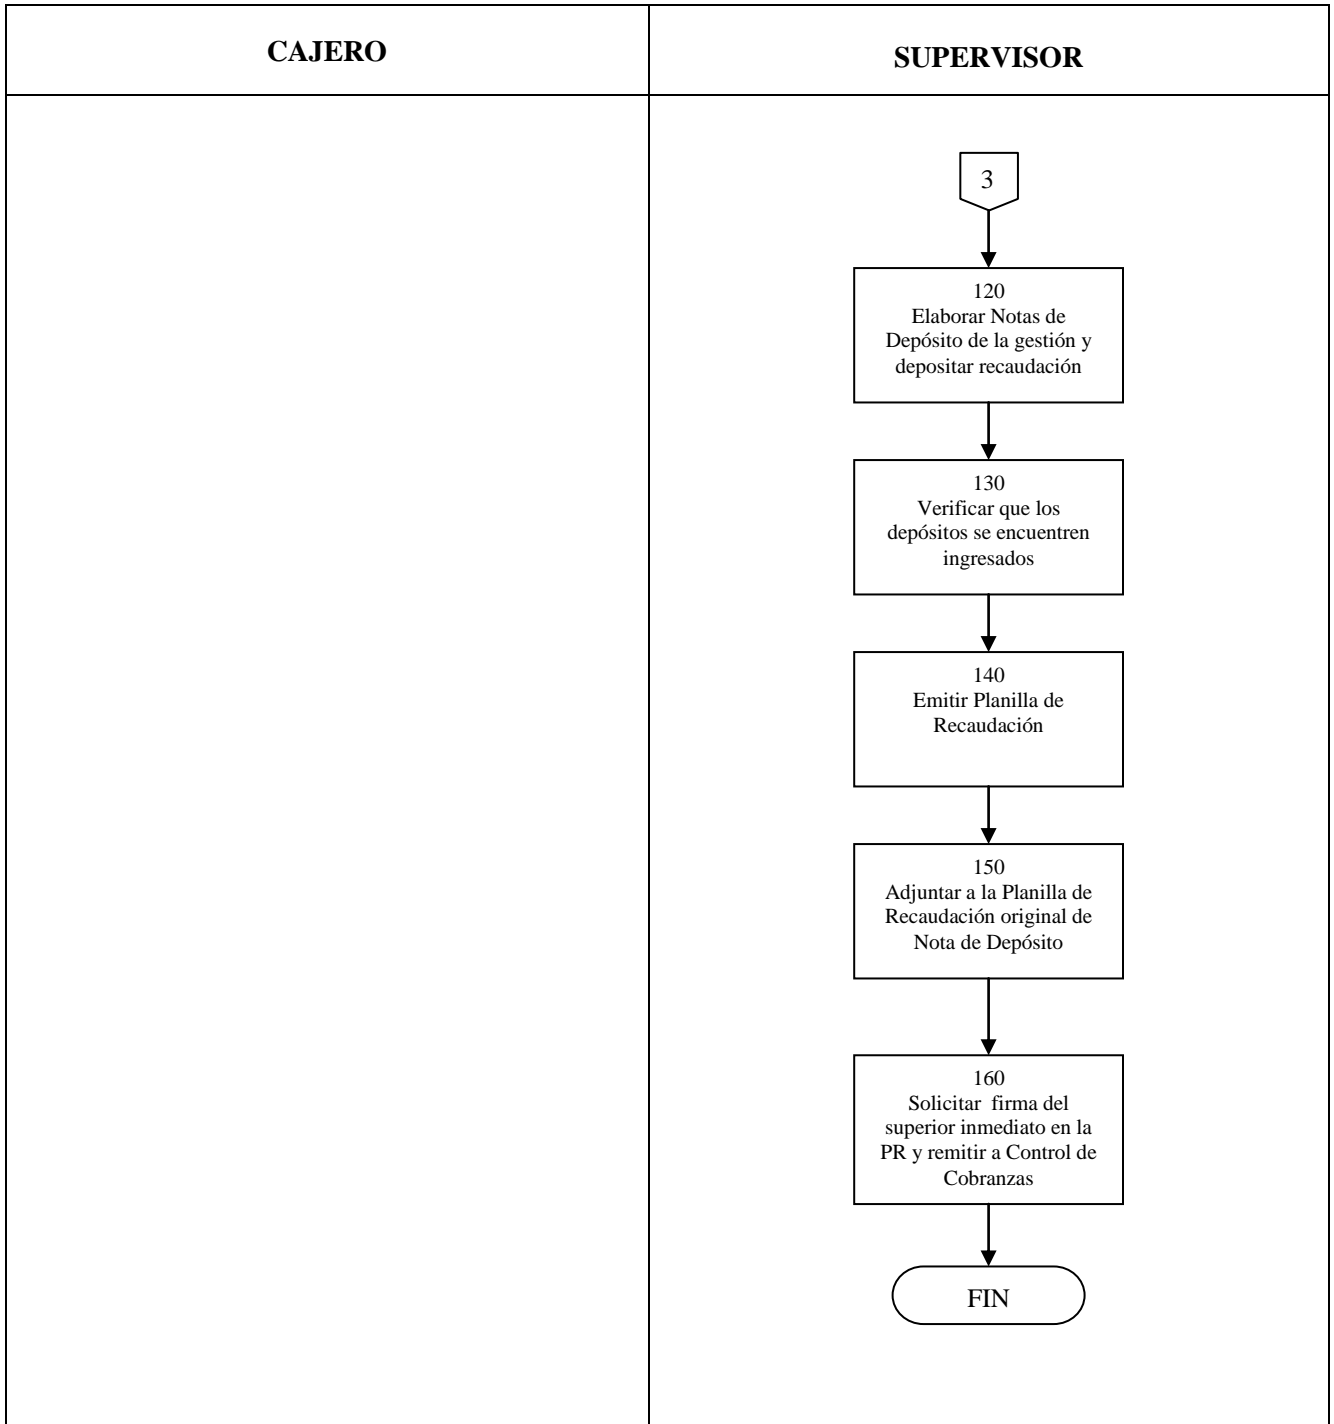 CAJERO
SUPERVISOR
3
120
Elaborar Notas de
Depósito de la gestión y
depositar recaudación
130
Verificar que los
depósitos se encuentren
ingresados
140
Emitir Planilla de
Recaudación
150
Adjuntar a la Planilla de
Recaudación original de
Nota de Depósito
160
Solicitar  firma del
superior inmediato en la
PR y remitir a Control de
Cobranzas
FIN